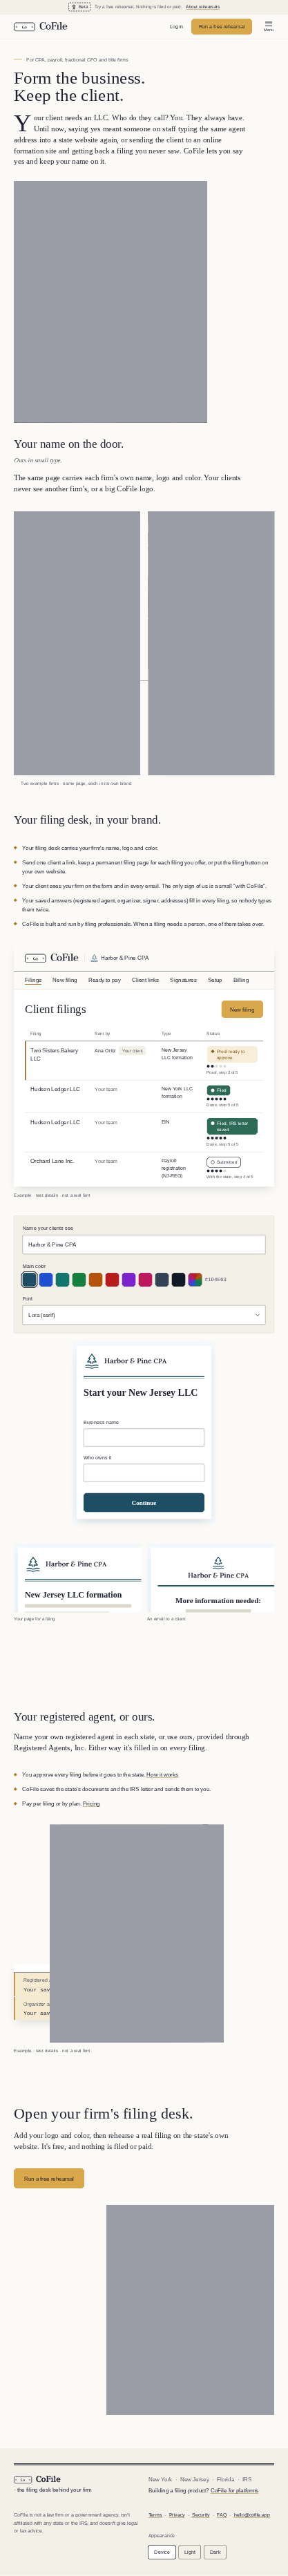 Beta Try a free rehearsal. Nothing is filed or paid. About rehearsals
Co CoFile Log in Run a free rehearsal Menu
For CPA, payroll, fractional CFO and title firms
Form the business.
Keep the client.
Your client needs an LLC. Who do they call? You. They always have.
Until now, saying yes meant someone on staff typing the same agent
address into a state website again, or sending the client to an online
formation site and getting back a filing you never saw. CoFile lets you say
yes and keep your name on it.
Your name on the door.
Ours in small type.
The same page carries each firm's own name, logo and color. Your clients
never see another firm's, or a big CoFile logo.
Two example firms · same page, each in its own brand
Your filing desk, in your brand.
Your filing desk carries your firm's name, logo and color.
Send one client a link, keep a permanent filing page for each filing you offer, or put the filing button on
your own website.
Your client sees your firm on the form and in every email. The only sign of us is a small "with CoFile".
Your saved answers (registered agent, organizer, signer, addresses) fill in every filing, so nobody types
them twice.
CoFile is built and run by filing professionals. When a filing needs a person, one of them takes over.
Co CoFile Harbor & Pine CPA
Filings New filing Ready to pay Client links Signatures Setup Billing
Client filings New filing
Filing Sent by Type Status
Two Sisters Bakery LLC Ana Ortiz Your client New Jersey LLC formation Proof ready to approve
Proof, step 2 of 5
Hudson Ledger LLC Your team New York LLC formation Filed
Done, step 5 of 5
Hudson Ledger LLC Your team EIN Filed, IRS letter saved
Done, step 5 of 5
Orchard Lane Inc. Your team Payroll registration (NJ-REG) Submitted
With the state, step 4 of 5
Name your clients see
Harbor & Pine CPA
Main color
Font
Lora (serif)
Harbor & Pine CPA
Start your New Jersey LLC
Business name
Who owns it
Continue
Harbor & Pine CPA
New Jersey LLC formation
Your page for a filing
Harbor & Pine CPA
More information needed:
An email to a client
Your registered agent, or ours.
Name your own registered agent in each state, or use ours, provided through
Registered Agents, Inc. Either way it's filled in on every filing.
You approve every filing before it goes to the state. How it works
CoFile saves the state's documents and the IRS letter and sends them to you.
Pay per filing or by plan. Pricing
Registered
Your sav
Organizer a
Your sav
Open your firm's filing desk.
Add your logo and color, then rehearse a real filing on the state's own
website. It's free, and nothing is filed or paid.
Run a free rehearsal
Co CoFile
the filing desk behind your firm
New York · New Jersey · Florida · IRS
Building a filing product? CoFile for platforms
CoFile is not a law firm or a government agency, isn't
affiliated with any state or the IRS, and doesn't give legal
or tax advice.
Terms · Privacy · Security · FAQ · hello@cofile.app
Appearance
Device Light Dark